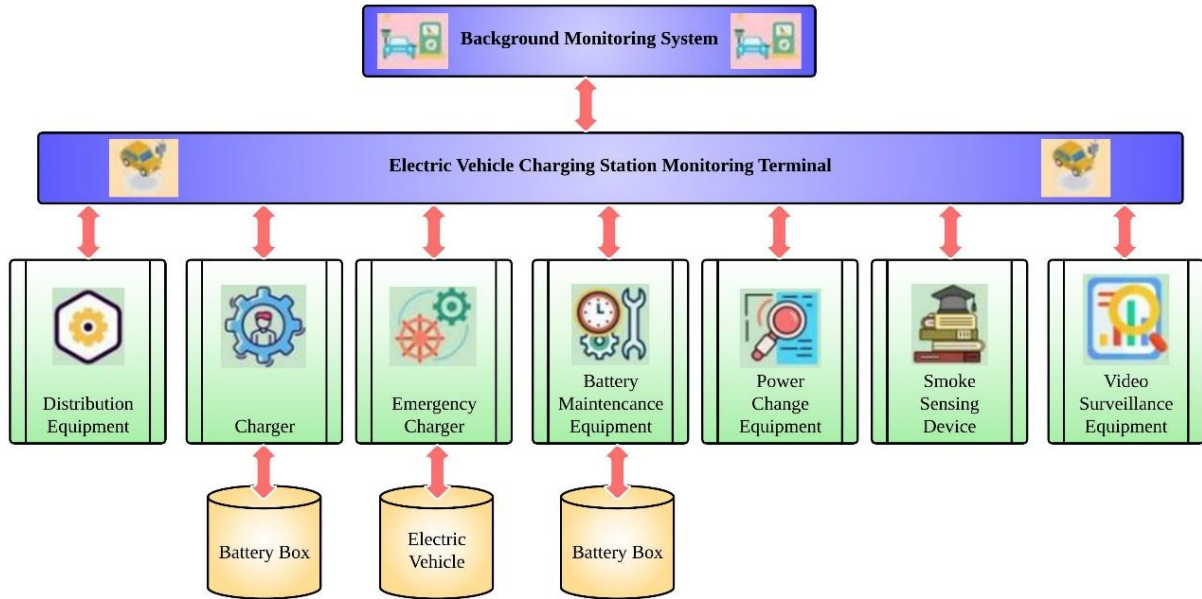 Background Monitoring System
Electric Vehicle Charging Station Monitoring Terminal
Distribution
Equipment
Charger
Emergency
Charger
Battery
Maintencance
Equipment
Power
Change
Equipment
Smoke
Sensing
Device
Video
Surveillance
Equipment
Battery Box
Electric
Vehicle
Battery Box